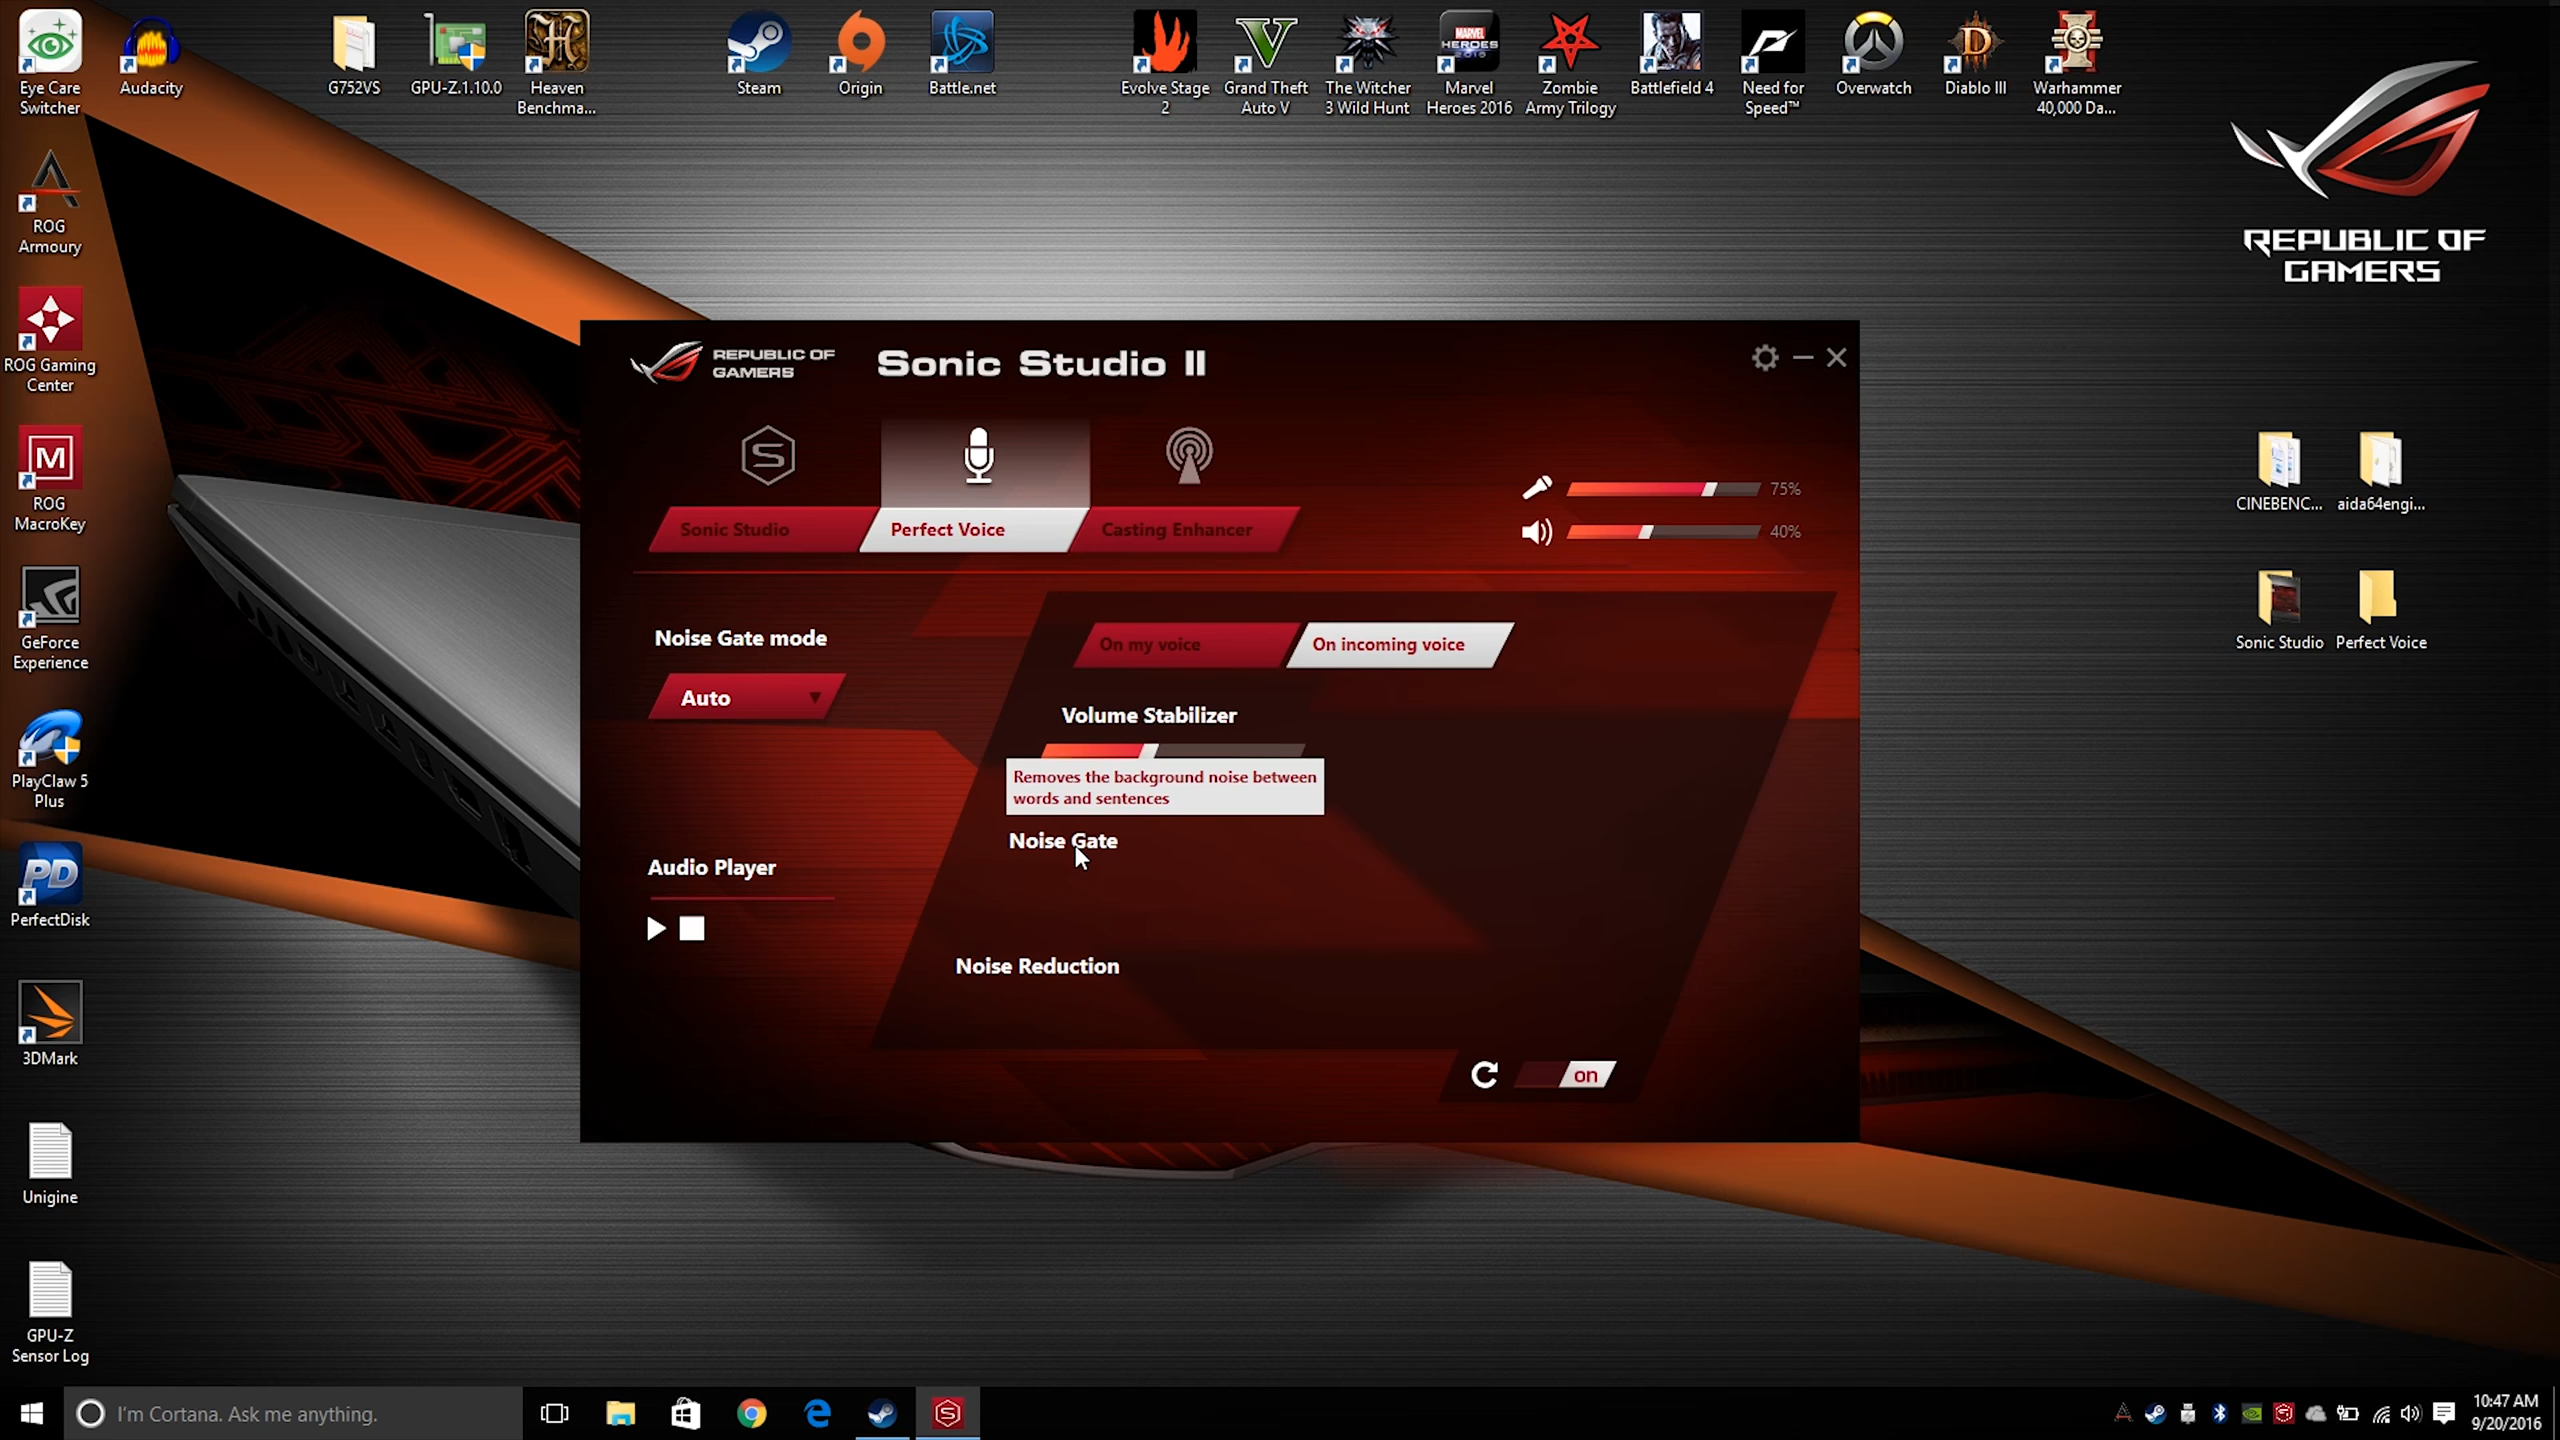 Eye Care
Switcher
Audacity
G752VS
GPU-Z.1.10.0
Heaven
Benchma...
Steam
Origin
Battle.net
Evolve Stage
2
Grand Theft
Auto V
The Witcher
3 Wild Hunt
MARVEL
HEROES
2016
Marvel
Heroes 2016
Zombie
Army Trilogy
Battlefield 4
Need for
Speed™
Overwatch
Diablo III
Warhammer
40,000 Da...
REPUBLIC OF
GAMERS
ROG
Armoury
ROG Gaming
Center
M
ROG
MacroKey
GeForce
Experience
PlayClaw 5
Plus
PD
PerfectDisk
3DMark
Unigine
GPU-Z
Sensor Log
CINEBENC...
aida64engi...
Sonic Studio
Perfect Voice
REPUBLIC OF
GAMERS
Sonic Studio II
Sonic Studio
Perfect Voice
Casting Enhancer
75%
40%
Noise Gate mode
Auto
Audio Player
On my voice
On incoming voice
Volume Stabilizer
Removes the background noise between
words and sentences
Noise Gate
Noise Reduction
on
I'm Cortana. Ask me anything.
10:47 AM
9/20/2016